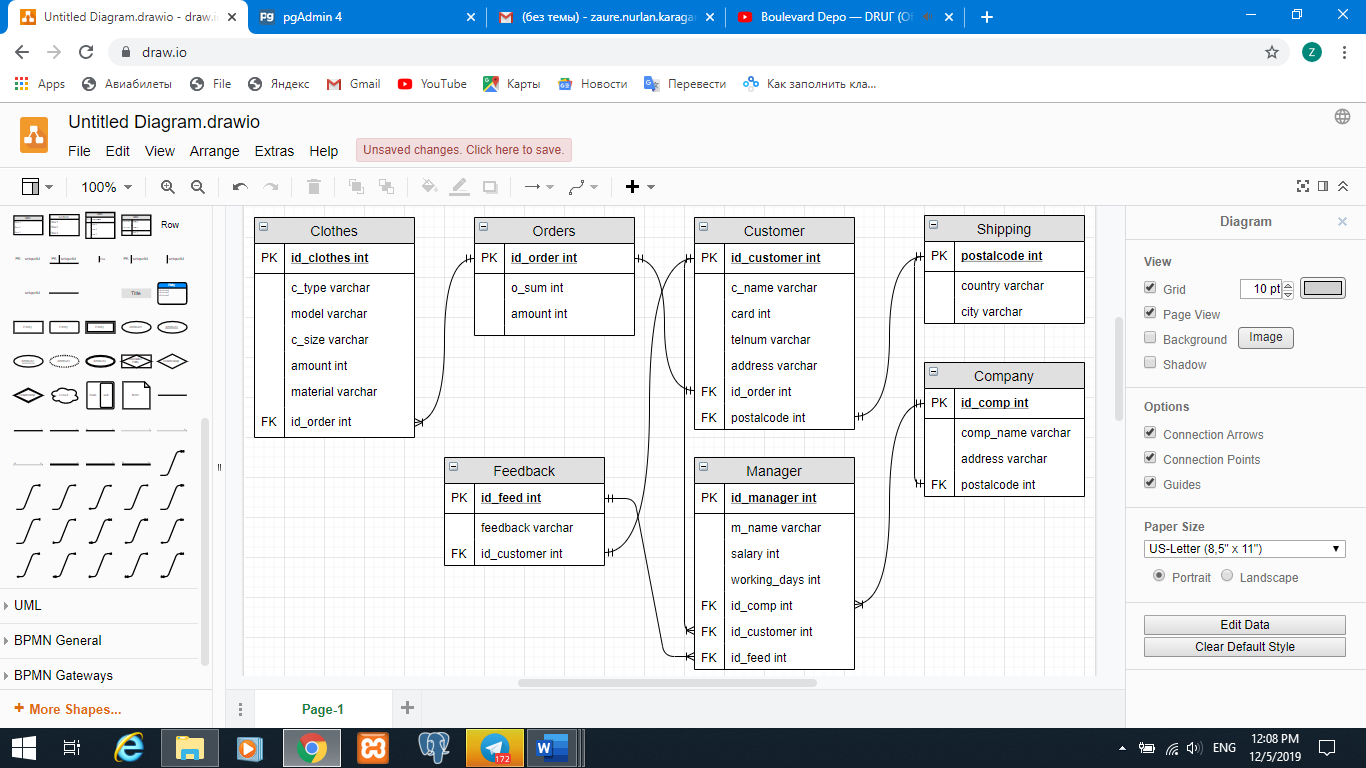 Untitled Diagram.drawio - draw.io
pgAdmin 4
(без темы) - zaure.nurlan.karaga
Boulevard Depo — DRUГ (Of
draw.io
Z
Apps
Авиабилеты
File
Яндекс
Gmail
YouTube
Карты
Новости
Перевести
Как заполнить кла...
Untitled Diagram.drawio
File Edit View Arrange Extras Help
Unsaved changes. Click here to save.
100%
Row
Title
UML
BPMN General
BPMN Gateways
+ More Shapes...
Clothes
PK id_clothes int
c_type varchar
model varchar
c_size varchar
amount int
material varchar
FK id_order int
Orders
PK id_order int
o_sum int
amount int
Customer
PK id_customer int
c_name varchar
card int
telnum varchar
address varchar
FK id_order int
FK postalcode int
Shipping
PK postalcode int
country varchar
city varchar
Company
PK id_comp int
comp_name varchar
address varchar
FK postalcode int
Feedback
PK id_feed int
feedback varchar
FK id_customer int
Manager
PK id_manager int
m_name varchar
salary int
working_days int
FK id_comp int
FK id_customer int
FK id_feed int
Diagram
View
Grid
10 pt
Page View
Background
Image
Shadow
Options
Connection Arrows
Connection Points
Guides
Paper Size
US-Letter (8,5" x 11")
Portrait
Landscape
Edit Data
Clear Default Style
Page-1
172
ENG
12:08 PM
12/5/2019